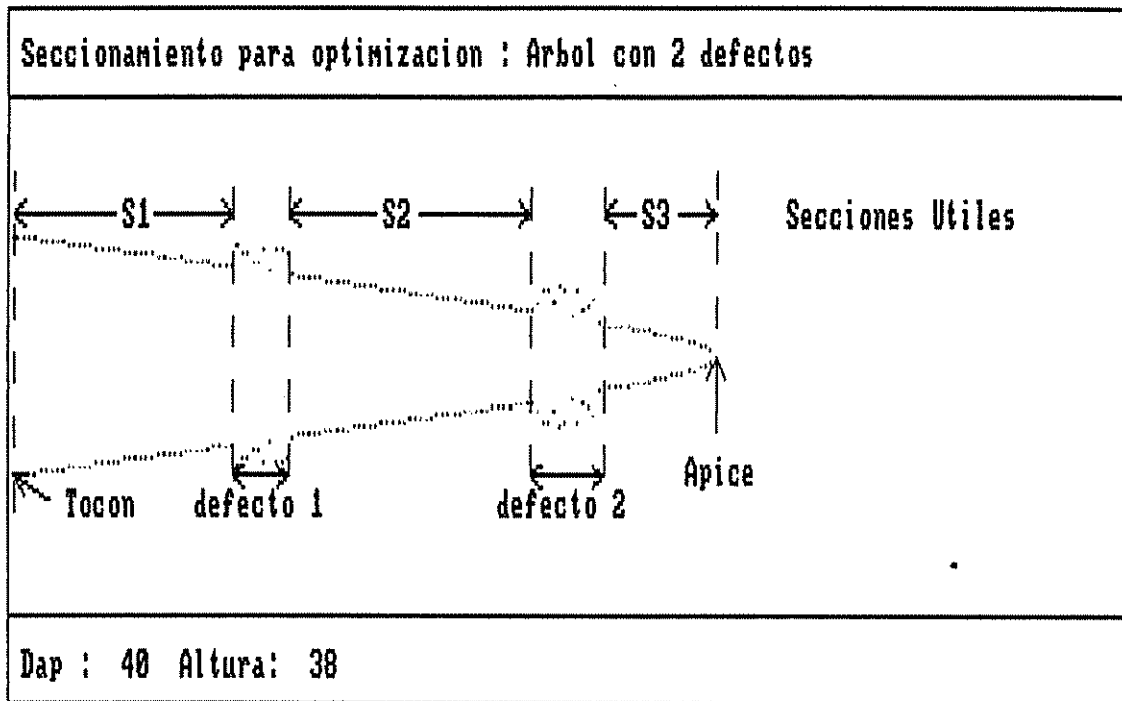 Seccionamiento para optimizacion : Arbol con 2 defectos
S1 S2 S3 Secciones Utiles
Apice
Tocon defecto 1 defecto 2
Dap : 40 Altura: 38